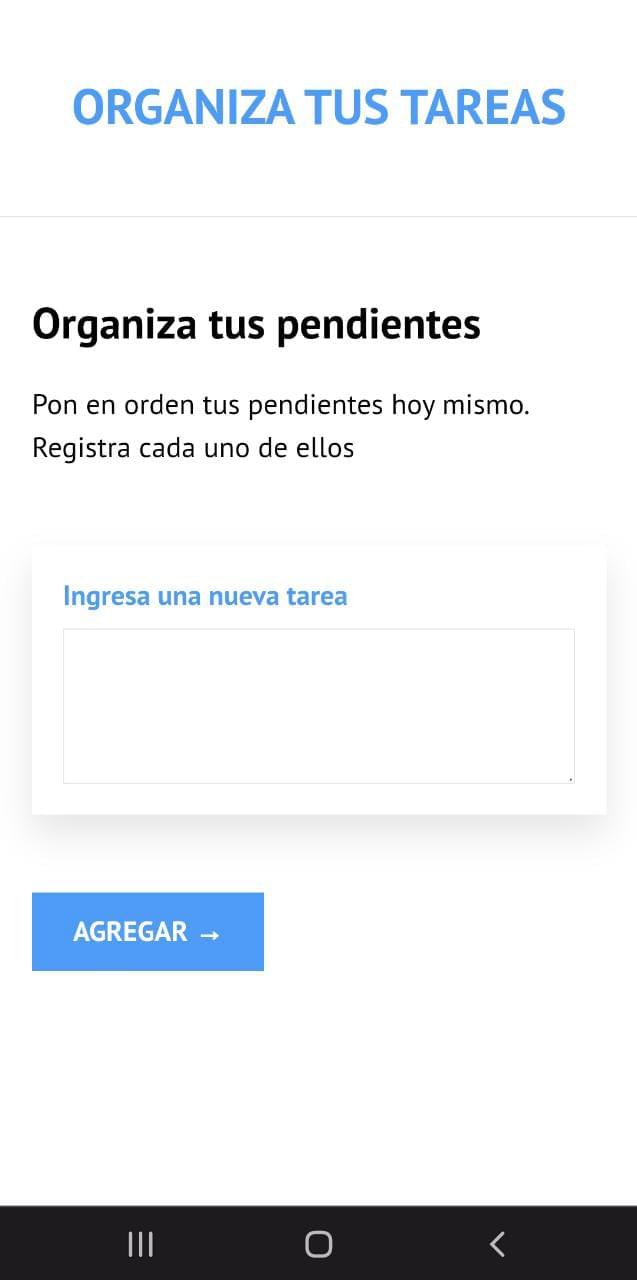 ORGANIZA TUS TAREAS
Organiza tus pendientes
Pon en orden tus pendientes hoy mismo.
Registra cada uno de ellos
Ingresa una nueva tarea
AGREGAR →